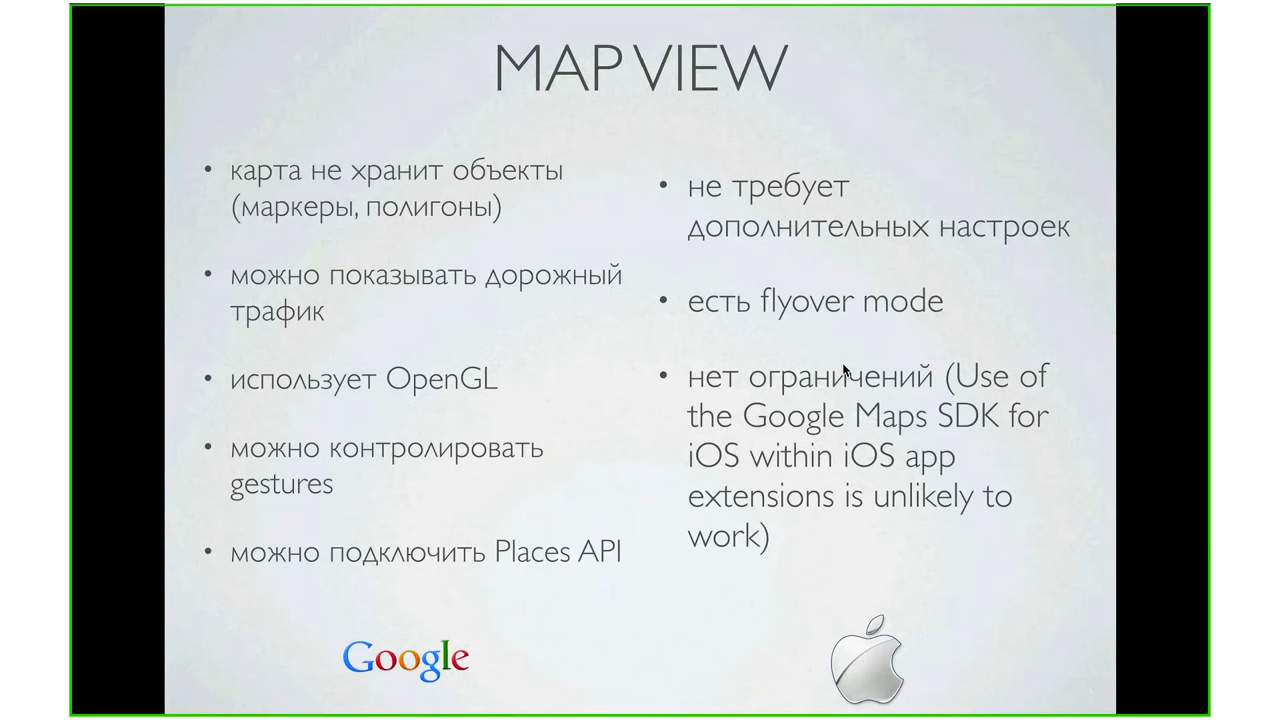 MAP VIEW
• карта не хранит объекты
(маркеры, полигоны)
• можно показывать дорожный
трафик
• использует OpenGL
• можно контролировать
gestures
• можно подключить Places API
Google
• не требует
дополнительных настроек
• есть flyover mode
• нет ограничений (Use of
the Google Maps SDK for
iOS within iOS app
extensions is unlikely to
work)